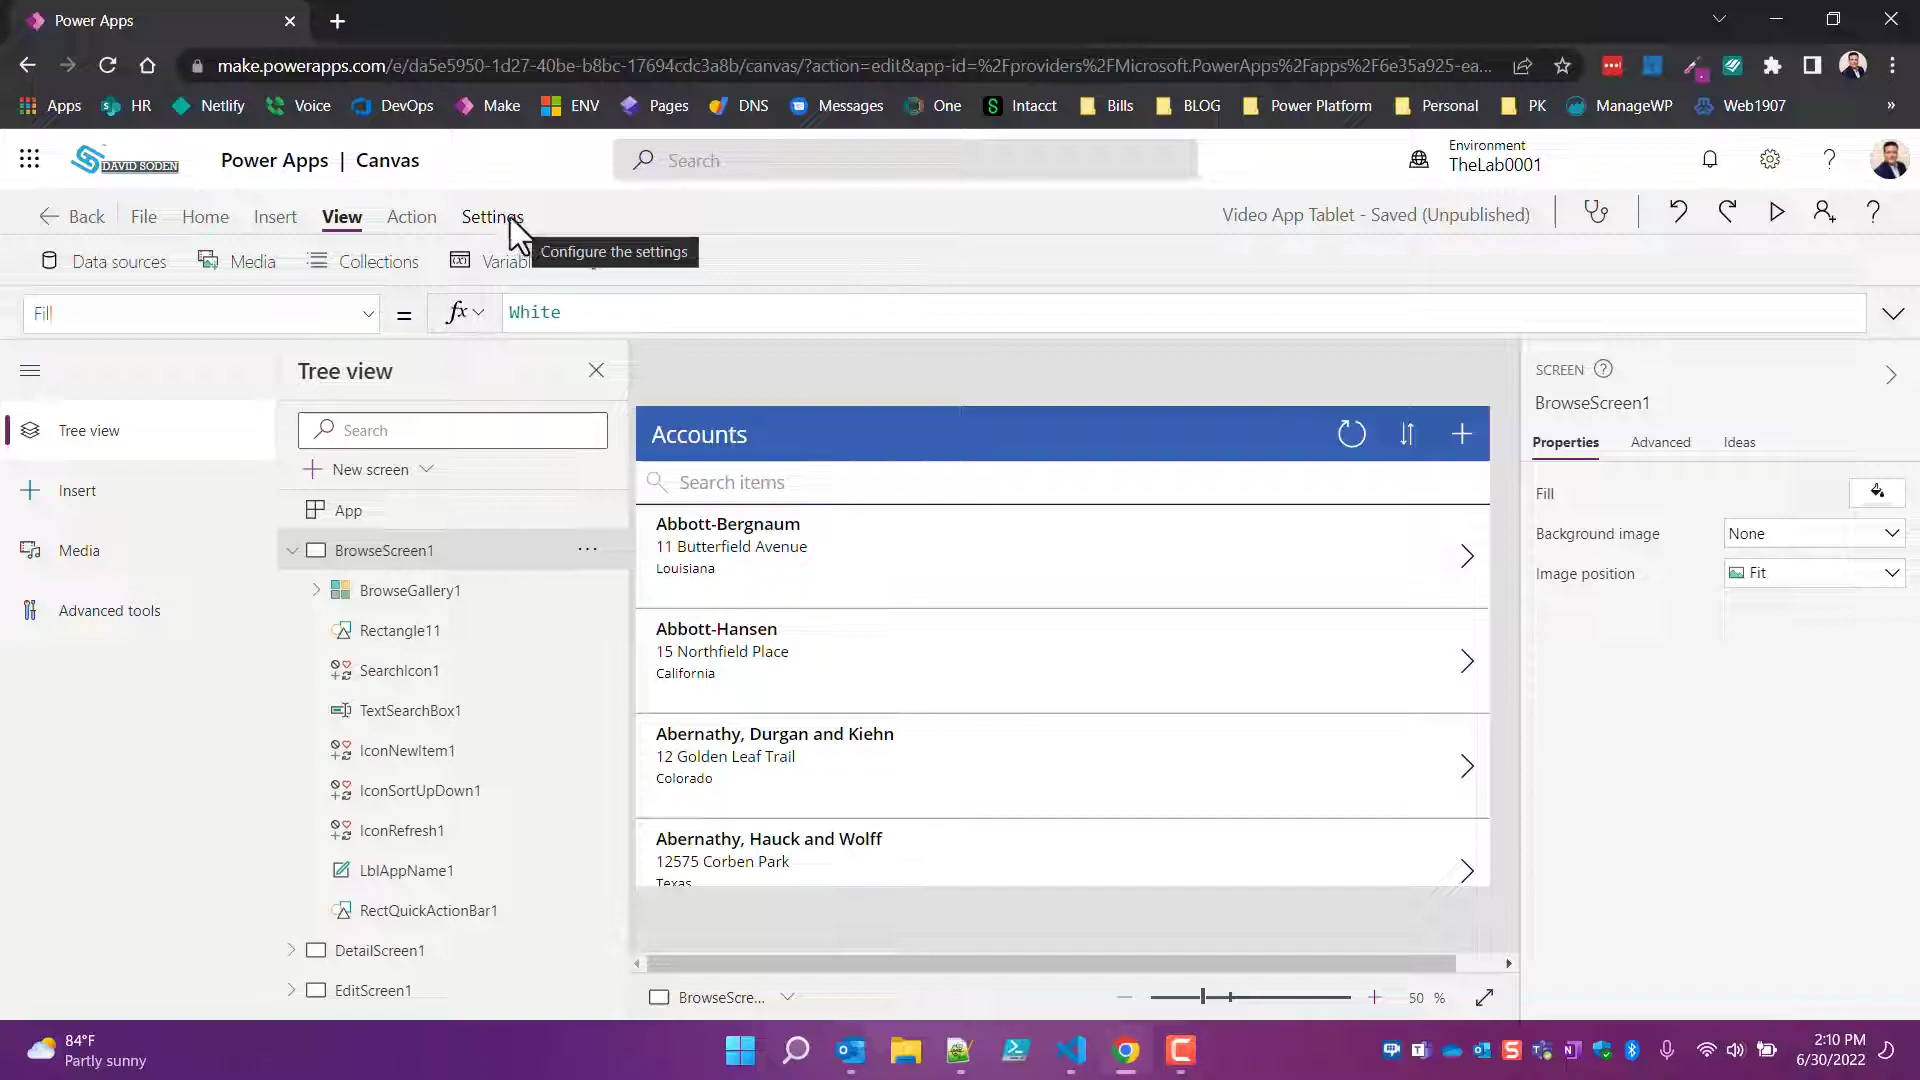 Power Apps
make.powerapps.com/e/da5e5950-1d27-40be-b8bc-17694cdc3a8b/canvas/?action=edit&app-id=%2Fproviders%2FMicrosoft.PowerApps%2Fapps%2F6e35a925-ea...
Apps HR Netlify Voice DevOps Make ENV Pages DNS Messages One Intacct Bills BLOG Power Platform Personal PK ManageWP Web1907 »
DAVID SODEN
Power Apps | Canvas
Search
Environment
TheLab0001
Back File Home Insert View Action Settings
Video App Tablet - Saved (Unpublished)
Configure the settings
Data sources Media Collections Variabl
Fill = fx White
Tree view
Search
New screen
App
BrowseScreen1 ...
BrowseGallery1
Rectangle11
SearchIcon1
TextSearchBox1
IconNewItem1
IconSortUpDown1
IconRefresh1
LblAppName1
RectQuickActionBar1
DetailScreen1
EditScreen1
Tree view
Insert
Media
Advanced tools
Accounts
Search items
Abbott-Bergnaum
11 Butterfield Avenue
Louisiana
Abbott-Hansen
15 Northfield Place
California
Abernathy, Durgan and Kiehn
12 Golden Leaf Trail
Colorado
Abernathy, Hauck and Wolff
12575 Corben Park
Texas
BrowseScre...
50 %
SCREEN
BrowseScreen1
Properties Advanced Ideas
Fill
Background image None
Image position Fit
84°F
Partly sunny
2:10 PM
6/30/2022